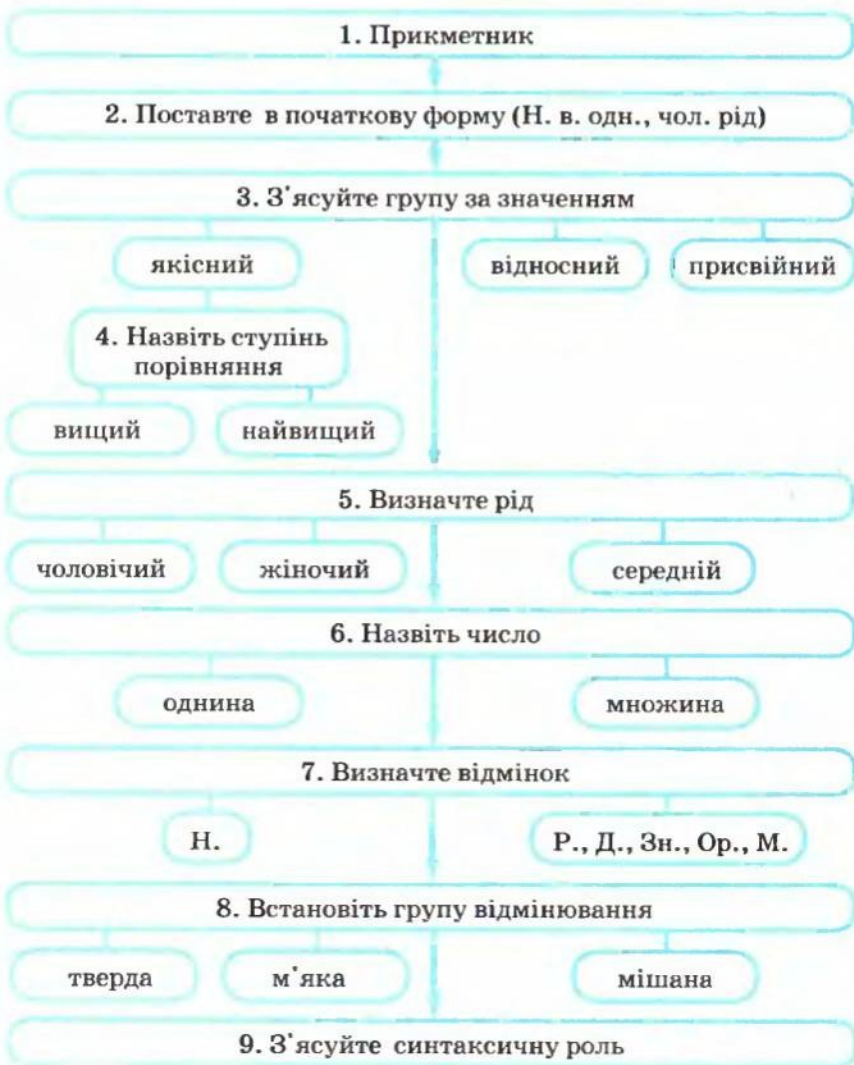 1. Прикметник
2. Поставте в початкову форму (Н. в. одн., чол. рід)
3. З'ясуйте групу за значенням
якісний відносний присвійний
4. Назвіть ступінь
порівняння
вищий найвищий
5. Визначте рід
чоловічий жіночий середній
6. Назвіть число
однина множина
7. Визначте відмінок
Н. Р., Д., Зн., Ор., М.
8. Встановіть групу відмінювання
тверда м'яка мішана
9. З'ясуйте синтаксичну роль